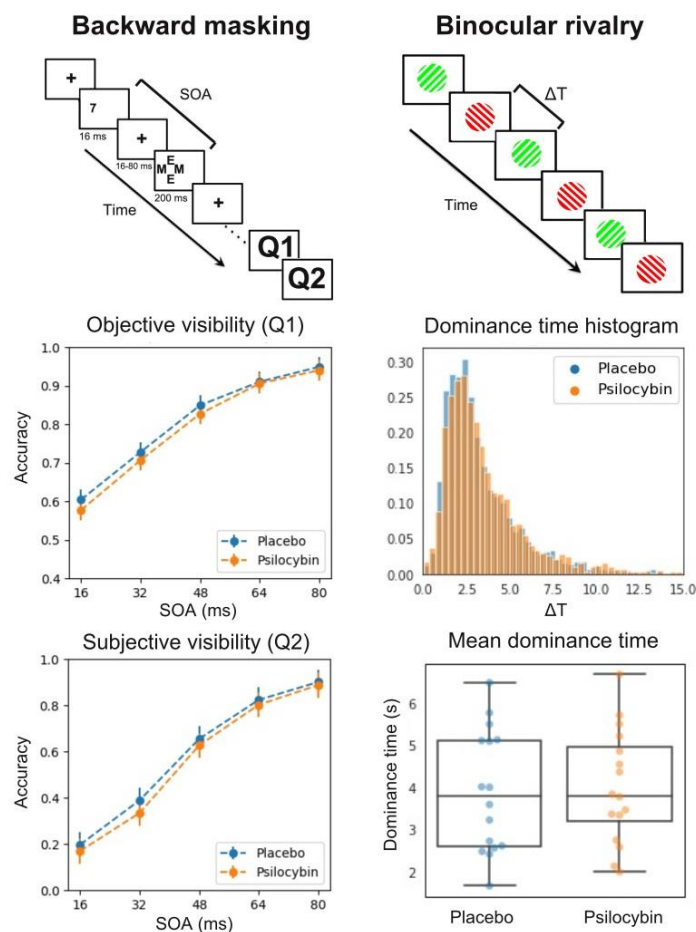 Backward masking
+
7
16 ms
SOA
+
16-80 ms
E
M M
E
200 ms
+
Time
Q1
Q2
Binocular rivalry
ΔT
Time
Objective visibility (Q1)
1.0
0.9
0.8
0.7
0.6
0.5
0.4
Accuracy
Placebo
Psilocybin
16 32 48 64 80
SOA (ms)
Dominance time histogram
0.30
0.25
0.20
0.15
0.10
0.05
0.00
Placebo
Psilocybin
0.0 2.5 5.0 7.5 10.0 12.5 15.0
ΔT
Subjective visibility (Q2)
1.0
0.8
0.6
0.4
0.2
0.0
Accuracy
Placebo
Psilocybin
16 32 48 64 80
SOA (ms)
Mean dominance time
6
5
4
3
2
Dominance time (s)
Placebo Psilocybin